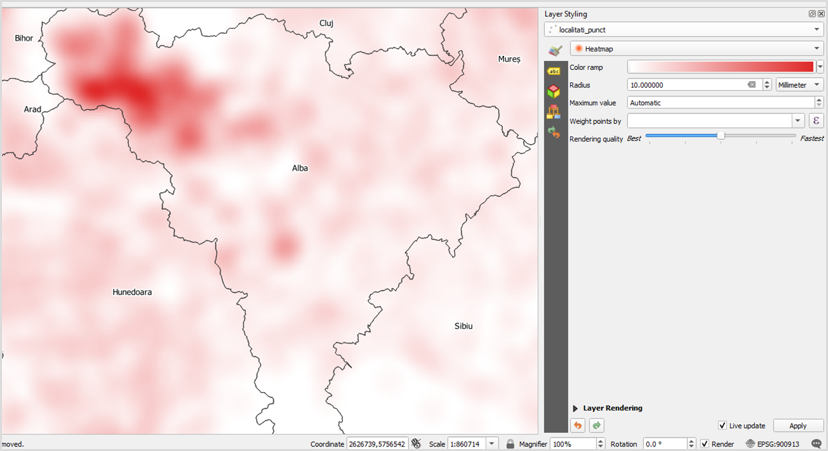 Layer Styling
localitati_punct
Heatmap
Color ramp
Radius 10.000000 Millimeter
Maximum value Automatic
Weight points by ε
Rendering quality Best Fastest
abc
Cluj
Bihor
Mureș
Arad
Alba
Hunedoara
Sibiu
Layer Rendering
Live update Apply
moved. Coordinate 2626739,5756542 Scale 1:860714 Magnifier 100% Rotation 0.0 ° Render EPSG:900913